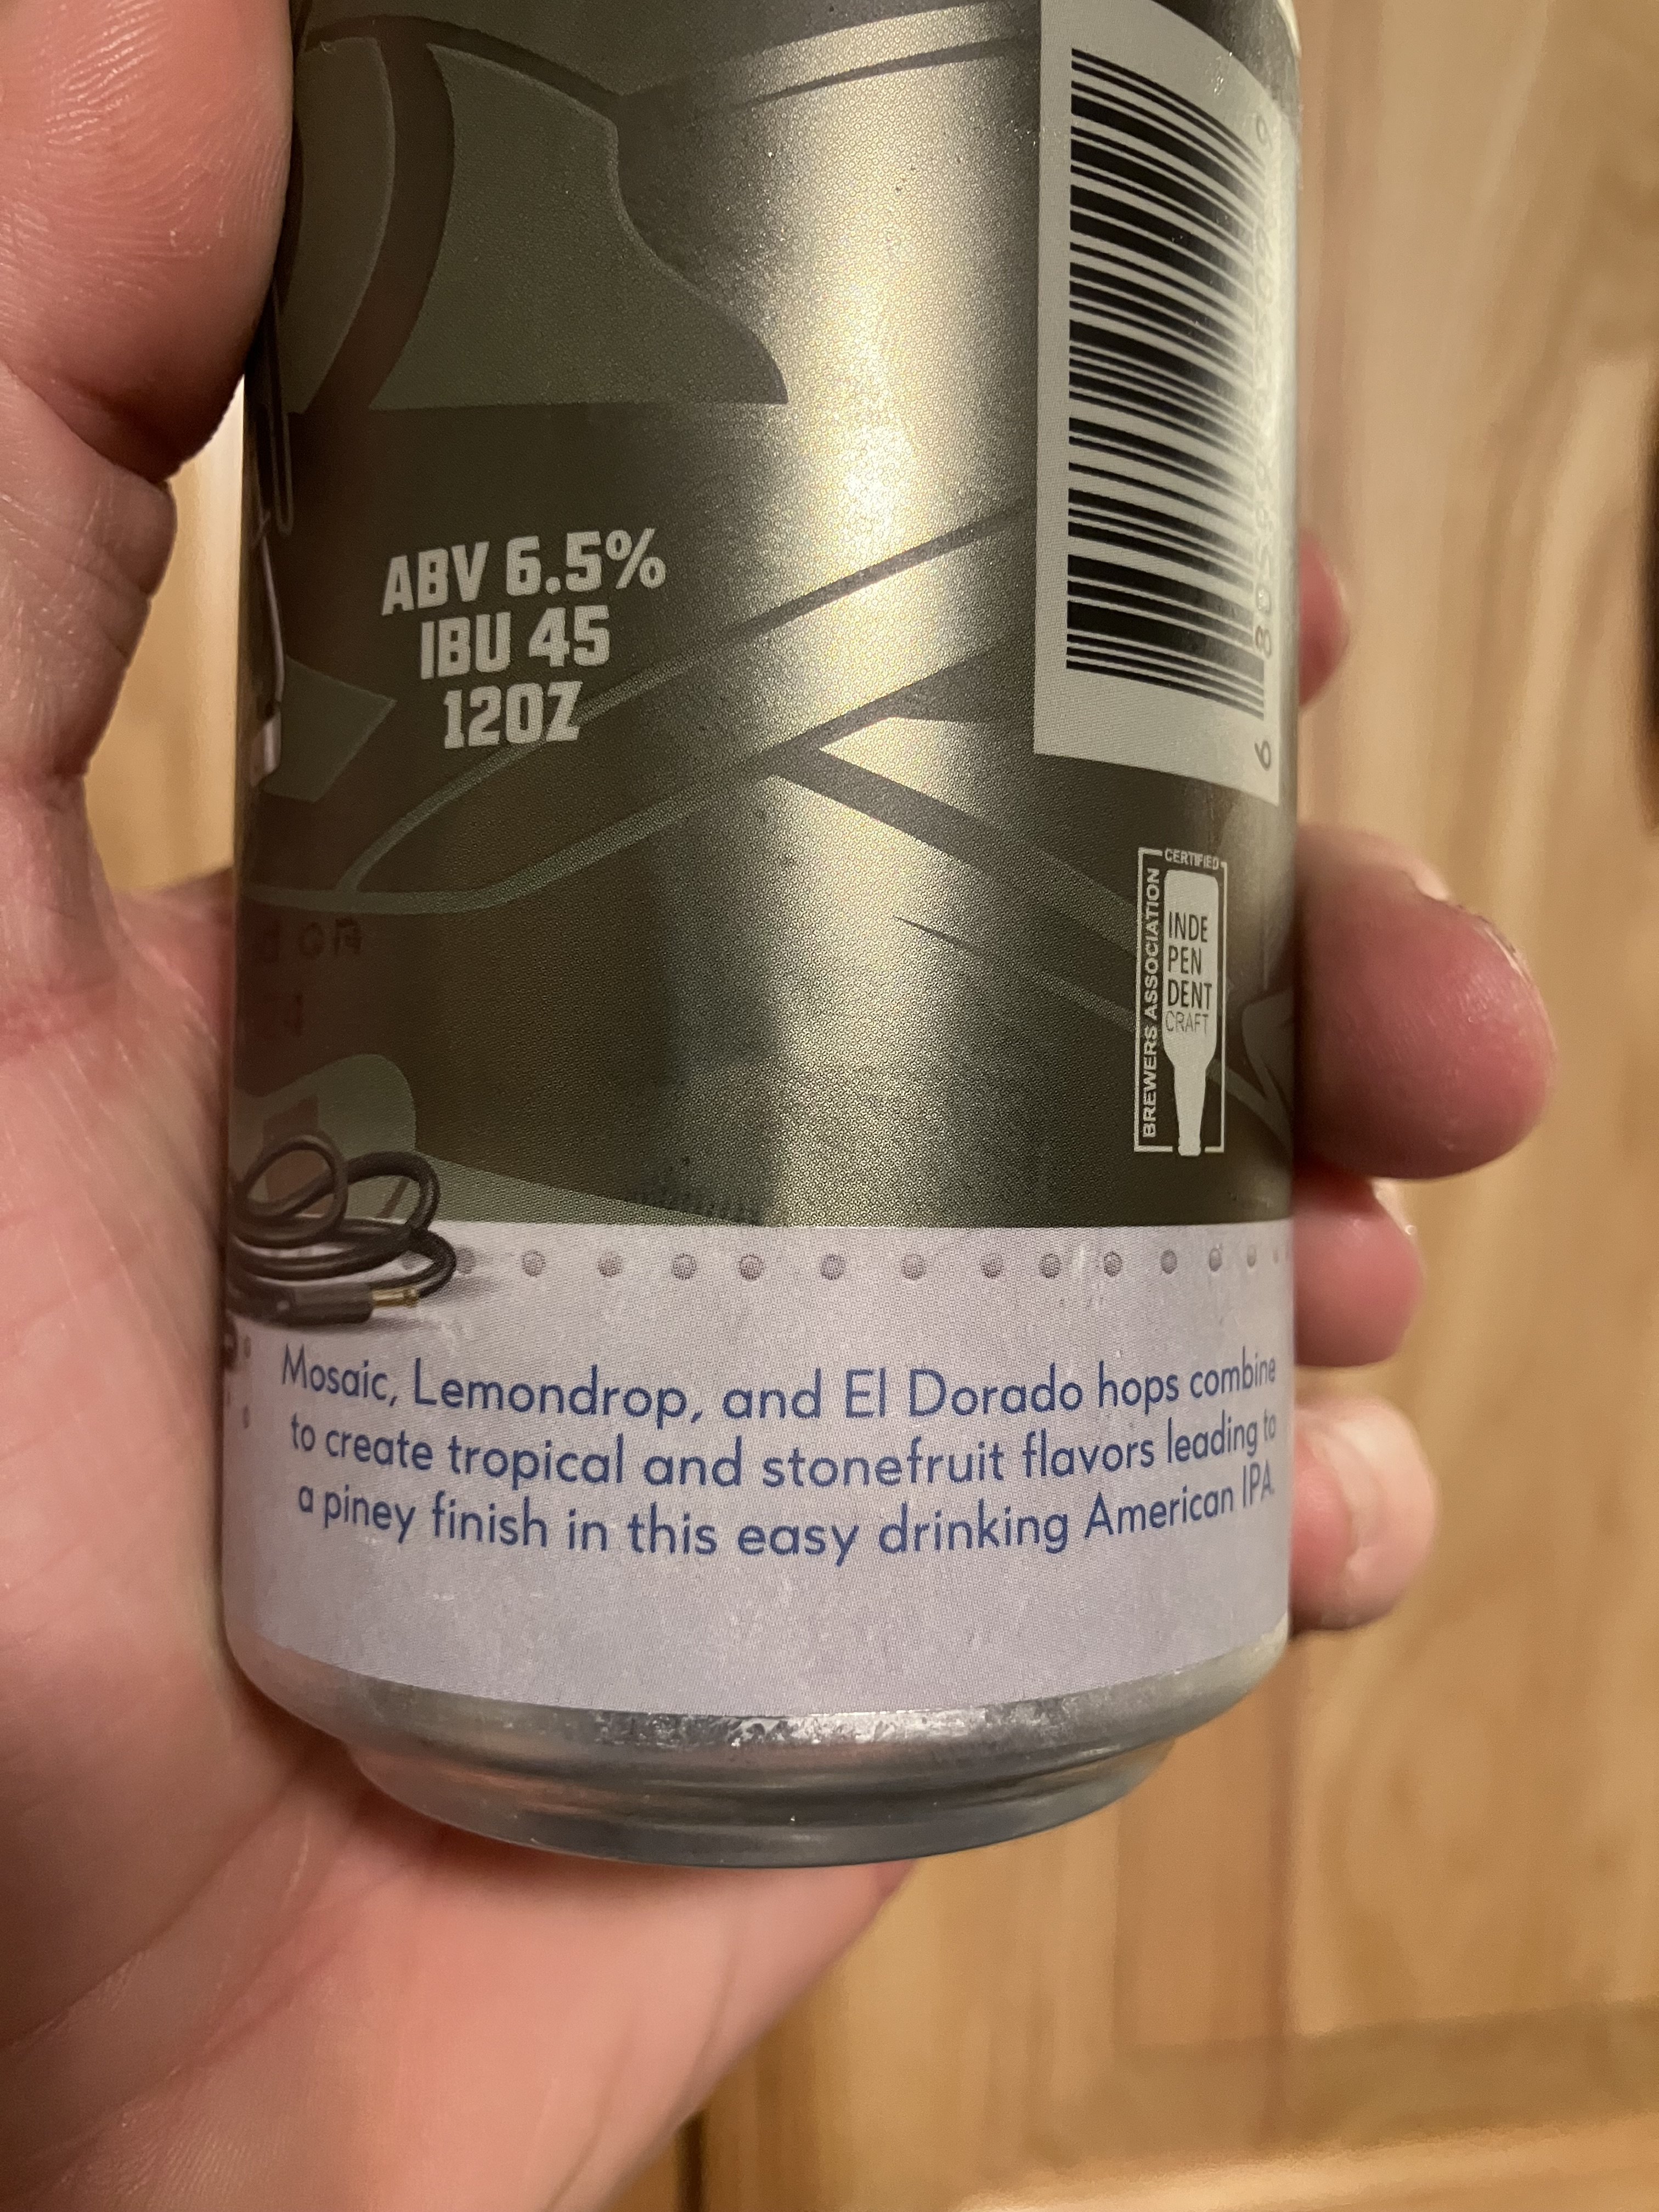 ABV 6.5%
IBU 45
12OZ
CERTIFIED
BREWERS ASSOCIATION
INDE
PEN
DENT
CRAFT
Mosaic, Lemondrop, and El Dorado hops combine
to create tropical and stonefruit flavors leading to
a piney finish in this easy drinking American IPA.